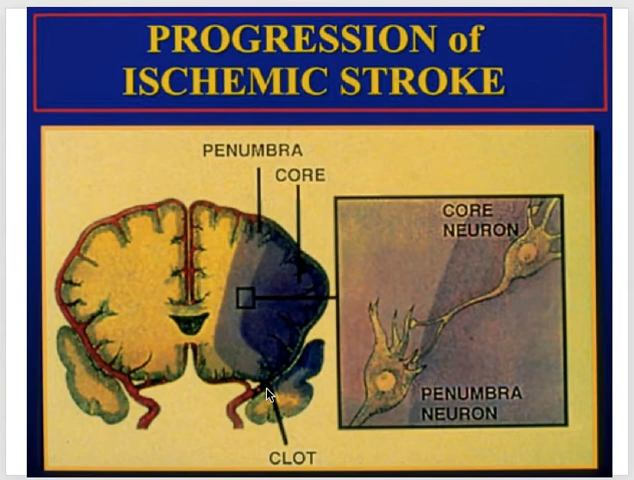 PROGRESSION of
ISCHEMIC STROKE
PENUMBRA
CORE
CORE
NEURON
PENUMBRA
NEURON
CLOT